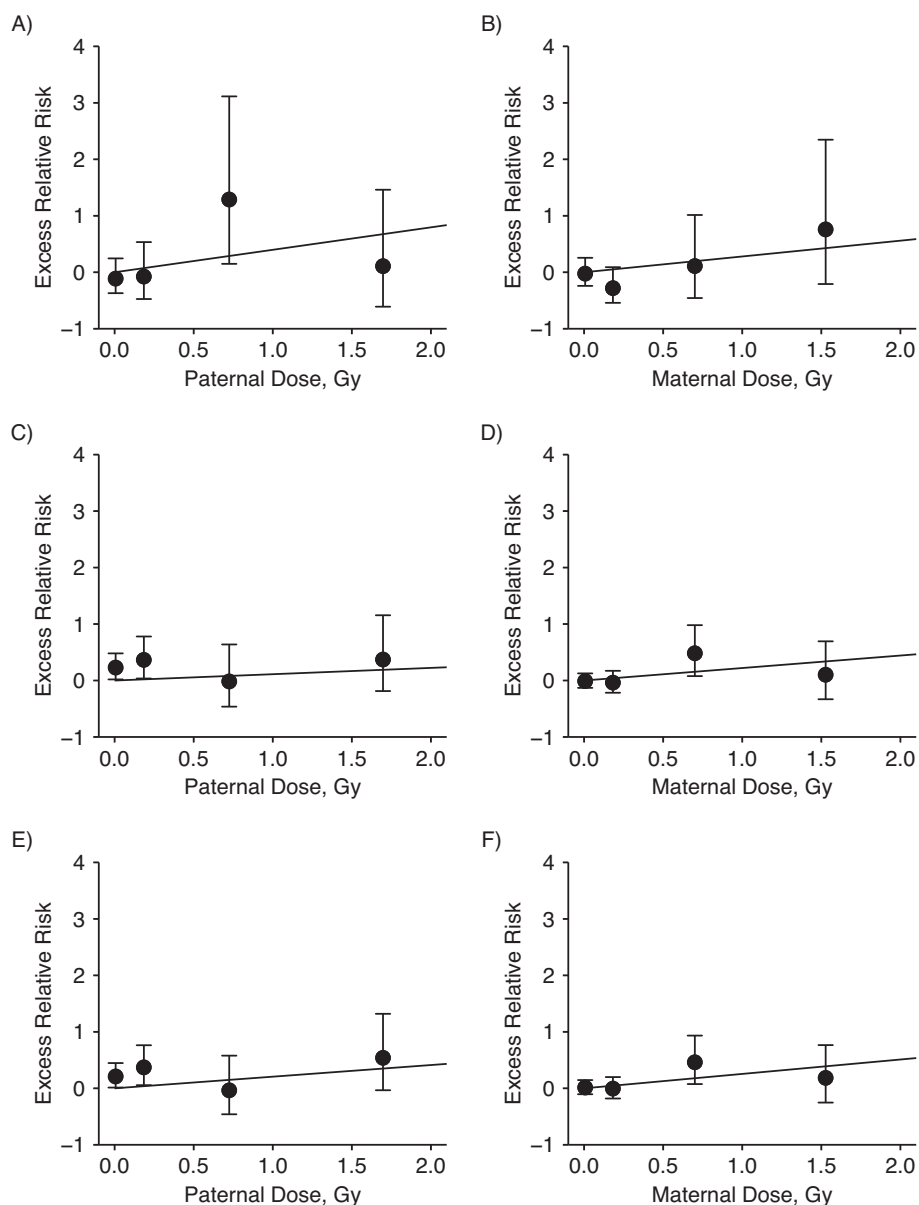 A)
4
3
2
1
0
−1
Excess Relative Risk
0.0 0.5 1.0 1.5 2.0
Paternal Dose, Gy
B)
4
3
2
1
0
−1
Excess Relative Risk
0.0 0.5 1.0 1.5 2.0
Maternal Dose, Gy
C)
4
3
2
1
0
−1
Excess Relative Risk
0.0 0.5 1.0 1.5 2.0
Paternal Dose, Gy
D)
4
3
2
1
0
−1
Excess Relative Risk
0.0 0.5 1.0 1.5 2.0
Maternal Dose, Gy
E)
4
3
2
1
0
−1
Excess Relative Risk
0.0 0.5 1.0 1.5 2.0
Paternal Dose, Gy
F)
4
3
2
1
0
−1
Excess Relative Risk
0.0 0.5 1.0 1.5 2.0
Maternal Dose, Gy